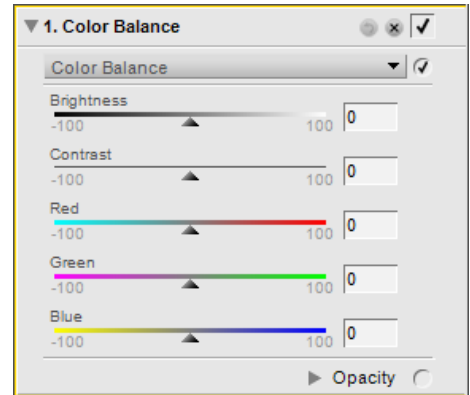 1. Color Balance
Color Balance
Brightness
-100 100 0
Contrast
-100 100 0
Red
-100 100 0
Green
-100 100 0
Blue
-100 100 0
Opacity